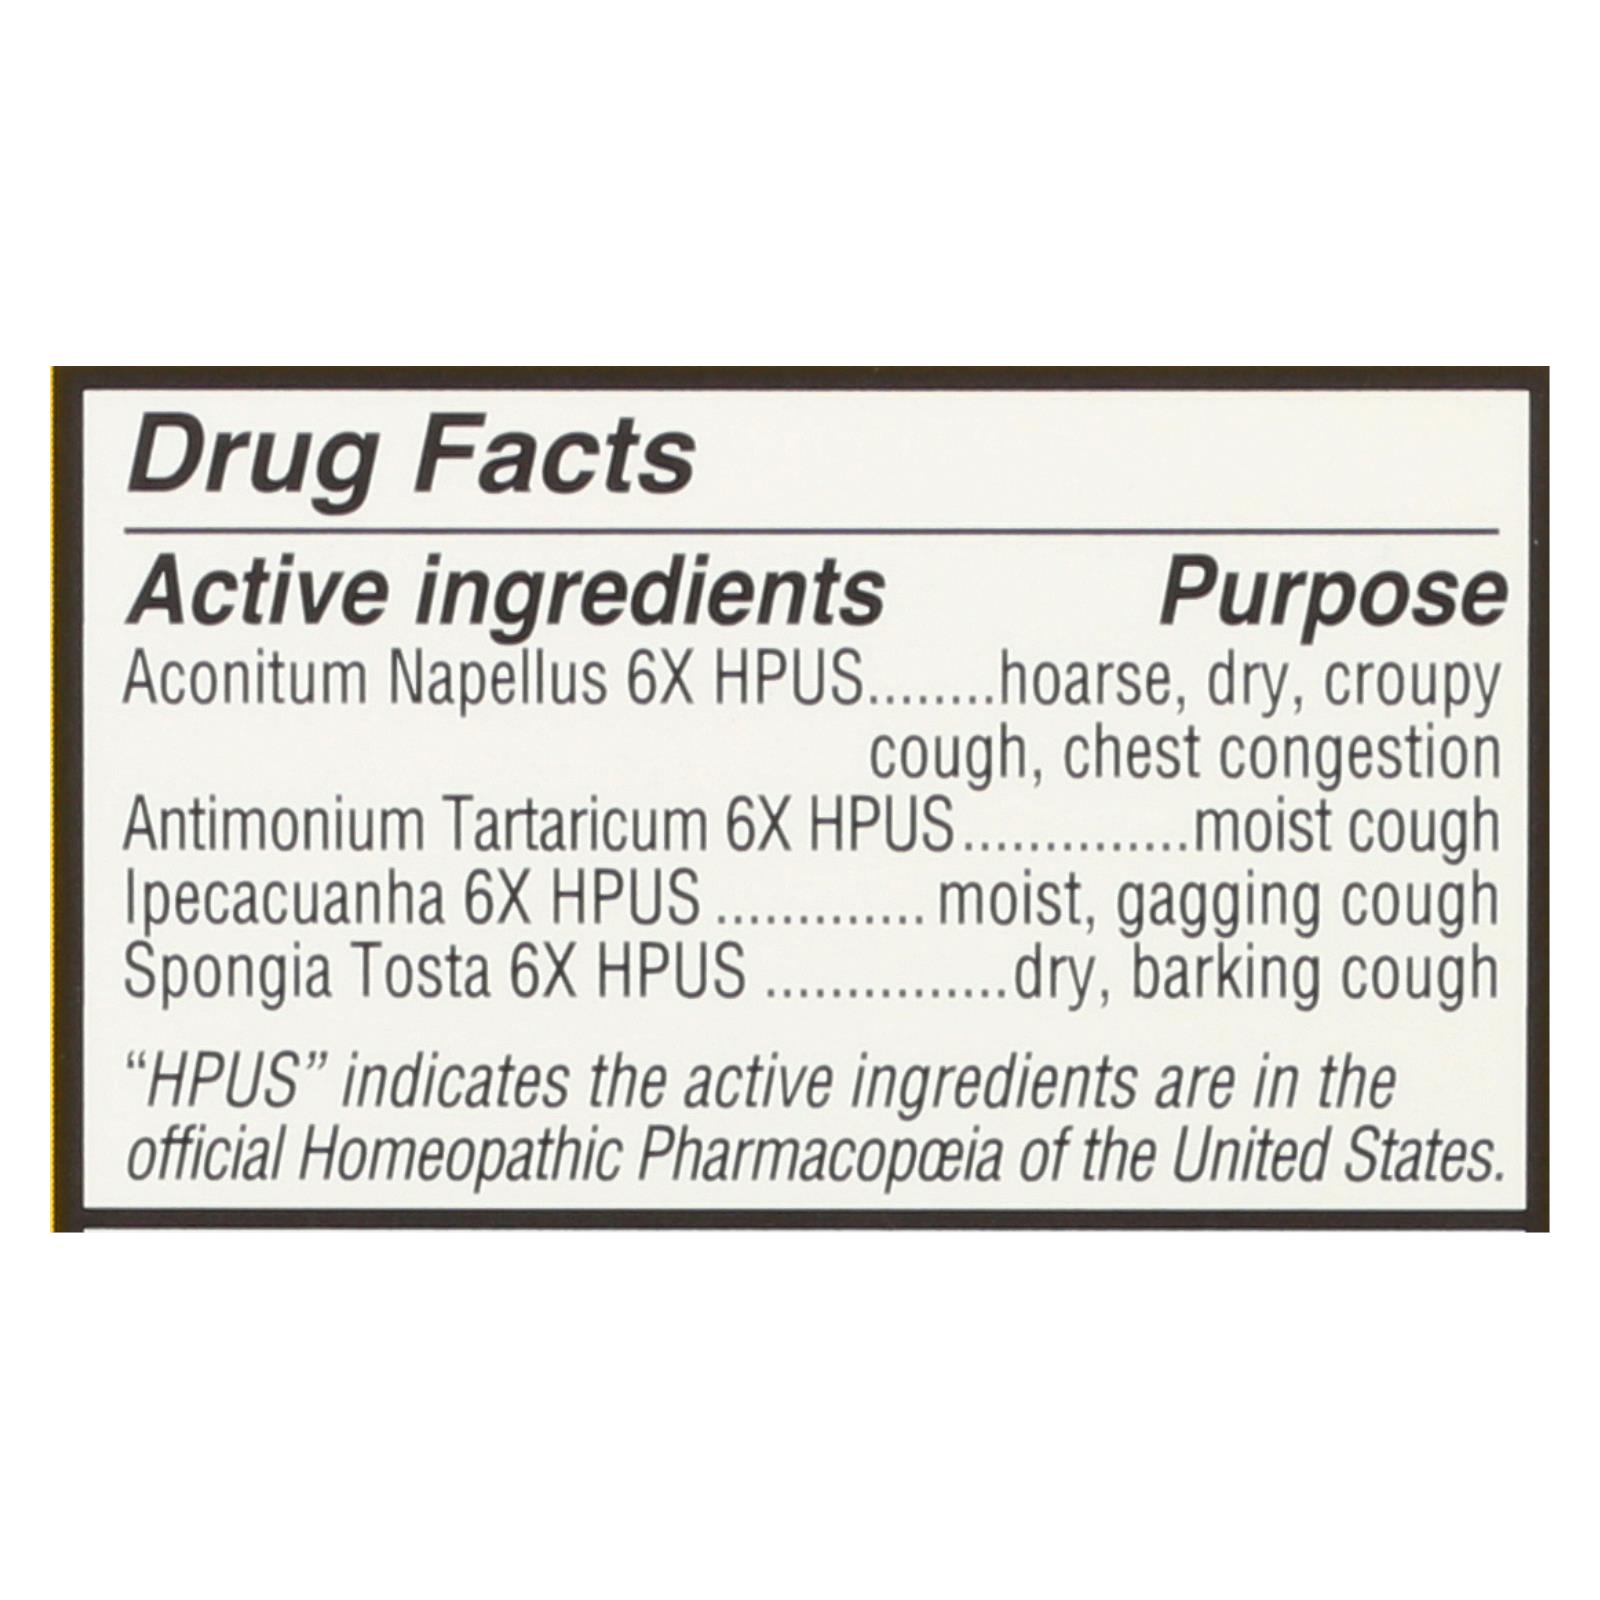 Drug Facts
Active ingredients Purpose
Aconitum Napellus 6X HPUS........hoarse, dry, croupy
cough, chest congestion
Antimonium Tartaricum 6X HPUS..............moist cough
Ipecacuanha 6X HPUS ............. moist, gagging cough
Spongia Tosta 6X HPUS ...............dry, barking cough
“HPUS” indicates the active ingredients are in the
official Homeopathic Pharmacopœia of the United States.